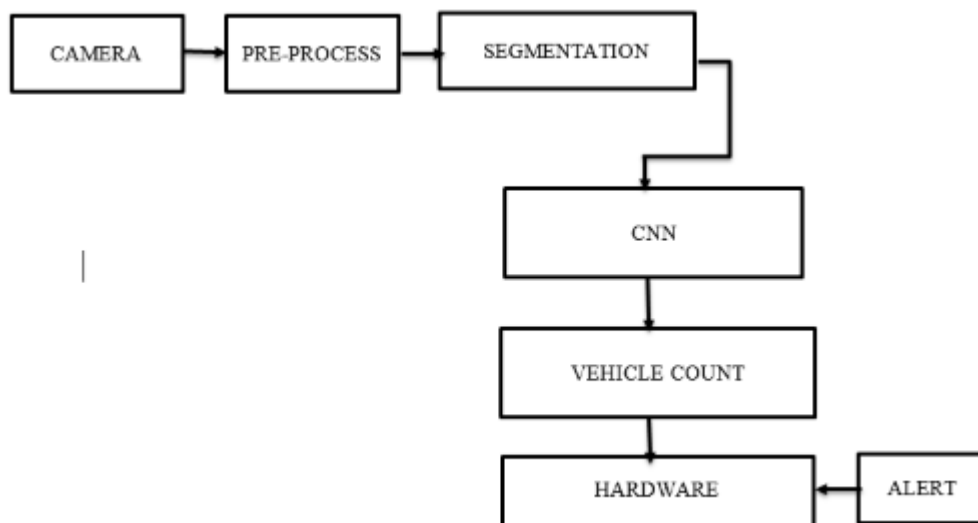 CAMERA
PRE-PROCESS
SEGMENTATION
CNN
VEHICLE COUNT
HARDWARE
ALERT